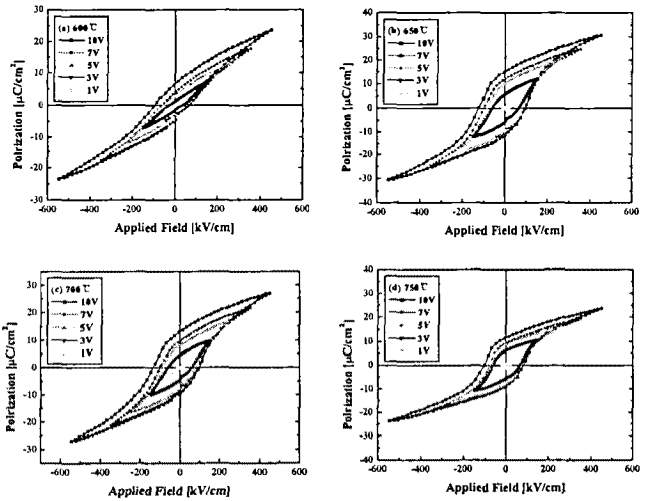 (a) 600℃
10V
7V
5V
3V
1V
30
20
10
0
-10
-20
-30
-600 -400 -200 0 200 400 600
Polrization [μC/cm²]
Applied Field [kV/cm]
(b) 650℃
10V
7V
5V
3V
1V
40
30
20
10
0
-10
-20
-30
-40
-600 -400 -200 0 200 400 600
Polrization [μC/cm²]
Applied Field [kV/cm]
(c) 700℃
10V
7V
5V
3V
1V
40
30
20
10
0
-10
-20
-30
-400 -200 0 200 400 600
Polrization [μC/cm²]
Applied Field [kV/cm]
(d) 750℃
10V
7V
5V
3V
1V
40
30
20
10
0
-10
-20
-30
-40
-600 -400 -200 0 200 400 600
Polrization [μC/cm²]
Applied Field [kV/cm]